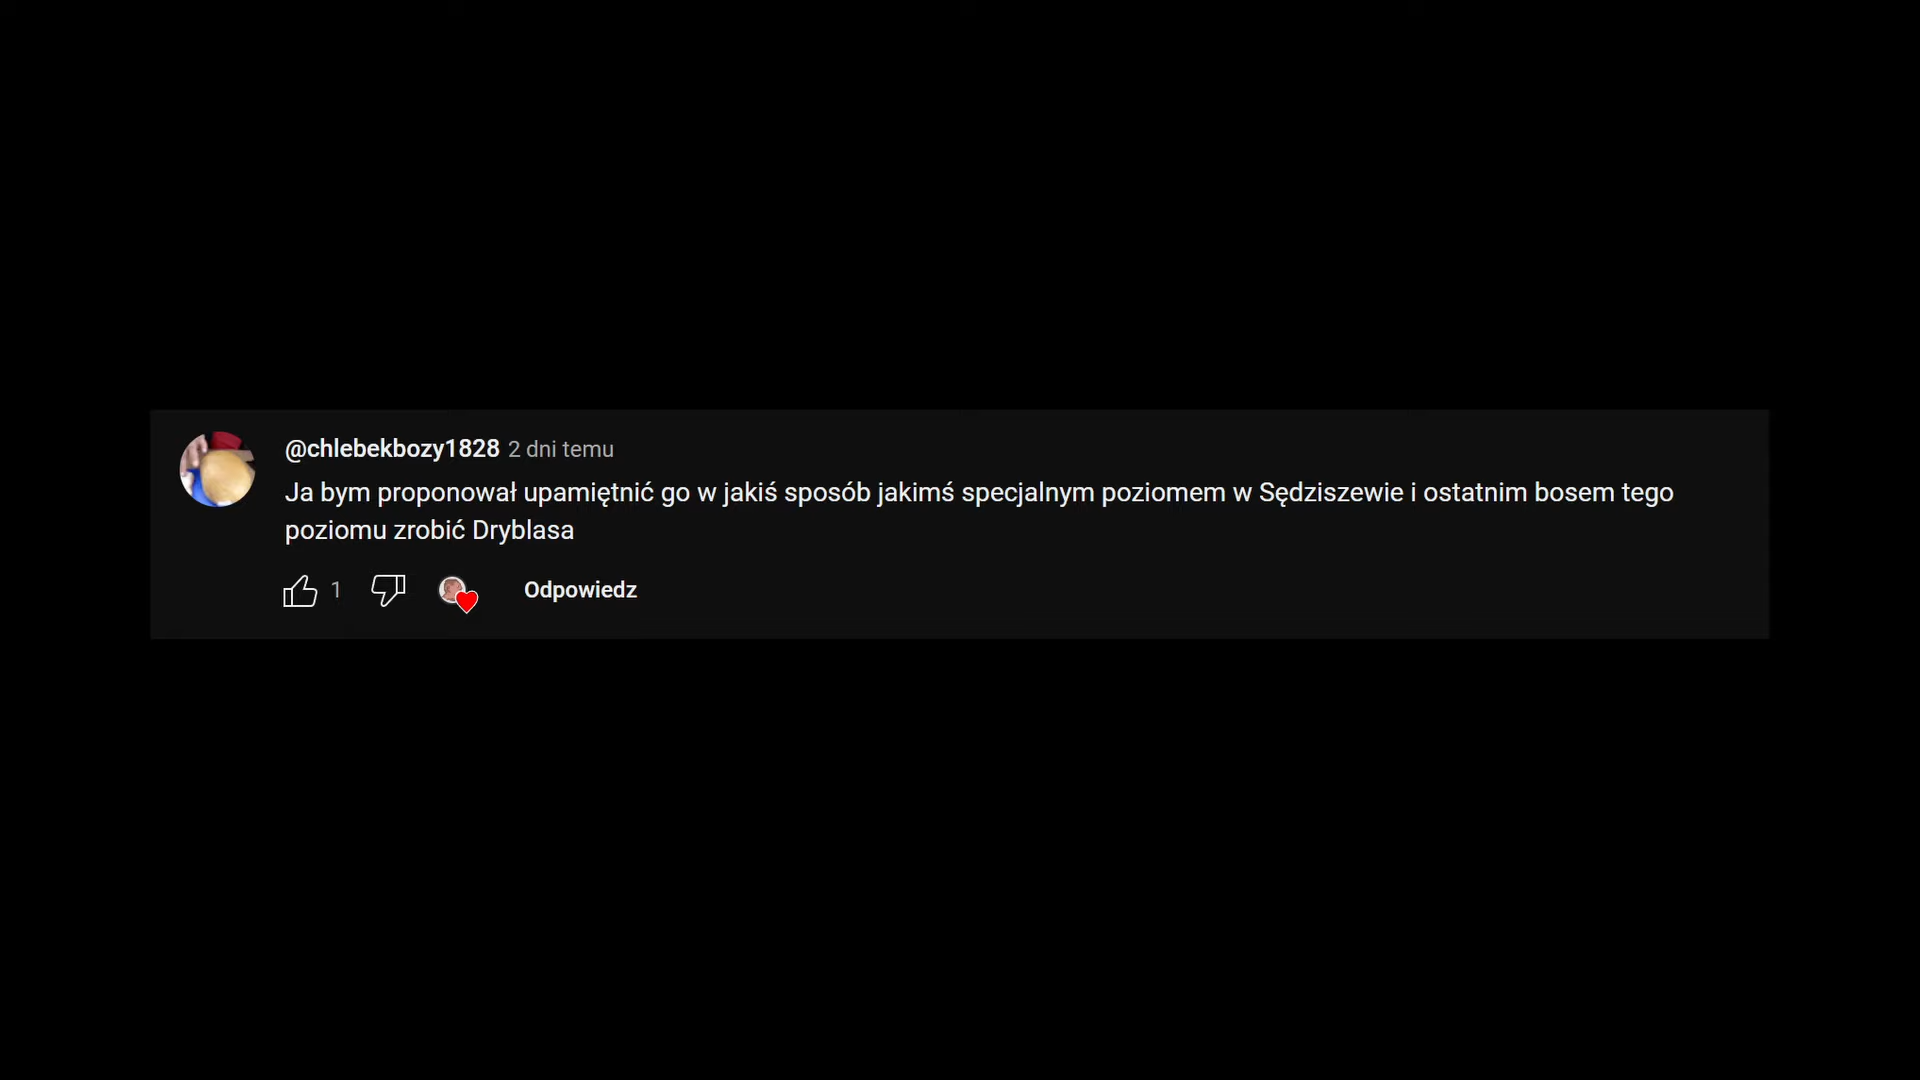 @chlebekbozy1828 2 dni temu
Ja bym proponował upamiętnić go w jakiś sposób jakimś specjalnym poziomem w Sędziszewie i ostatnim bosem tego
poziomu zrobić Dryblasa
1 Odpowiedz